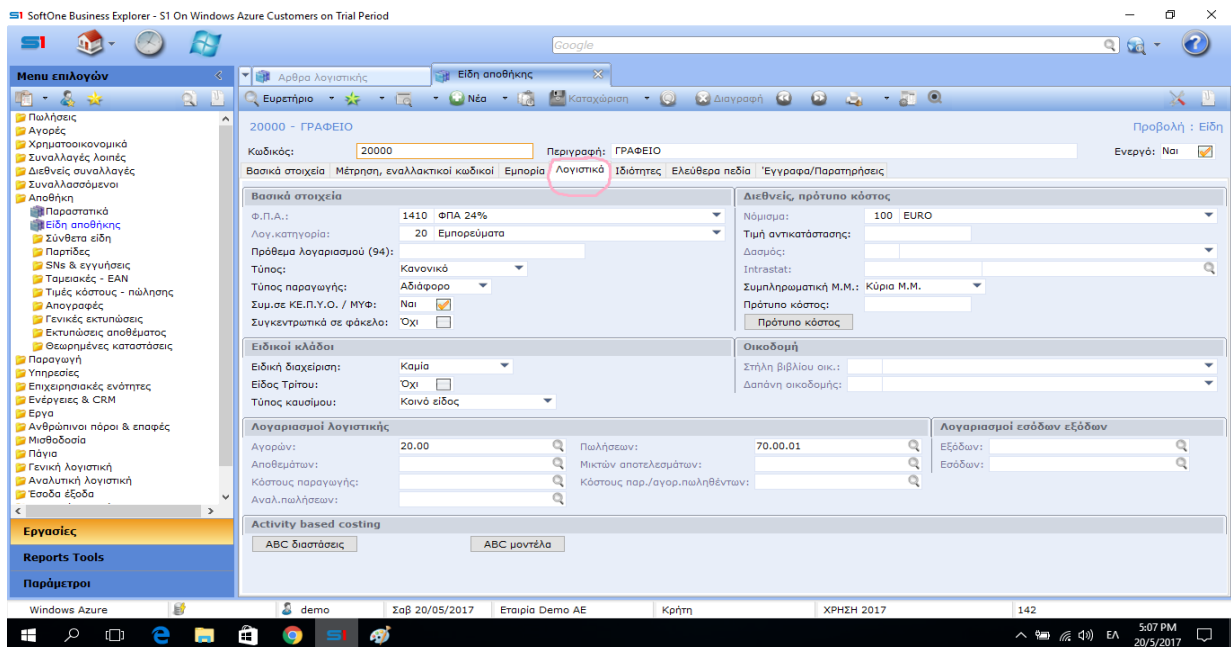 S1 SoftOne Business Explorer - S1 On Windows Azure Customers on Trial Period
S1
Google
Menu επιλογών
Αρθρα λογιστικής
Είδη αποθήκης
Ευρετήριο
Νέα
Καταχώριση
Διαγραφή
Πωλήσεις
Αγορές
Χρηματοοικονομικά
Συναλλαγές λοιπές
Διεθνείς συναλλαγές
Συναλλασσόμενοι
Αποθήκη
Παραστατικά
Είδη αποθήκης
Σύνθετα είδη
Παρτίδες
SNs & εγγυήσεις
Ταμειακές - EAN
Τιμές κόστους - πώλησης
Απογραφές
Γενικές εκτυπώσεις
Εκτυπώσεις αποθέματος
Θεωρημένες καταστάσεις
Παραγωγή
Υπηρεσίες
Επιχειρησιακές ενότητες
Ενέργειες & CRM
Εργα
Ανθρώπινοι πόροι & επαφές
Μισθοδοσία
Πάγια
Γενική λογιστική
Αναλυτική λογιστική
Έσοδα έξοδα
Εργασίες
Reports Tools
Παράμετροι
20000 - ΓΡΑΦΕΙΟ
Προβολή : Είδη
Κωδικός: 20000 Περιγραφή: ΓΡΑΦΕΙΟ Ενεργό: Ναι
Βασικά στοιχεία Μέτρηση, εναλλακτικοί κωδικοί Εμπορία Λογιστικά Ιδιότητες Ελεύθερα πεδία Έγγραφα/Παρατηρήσεις
Βασικά στοιχεία
Φ.Π.Α.: 1410 ΦΠΑ 24%
Λογ.κατηγορία: 20 Εμπορεύματα
Πρόθεμα λογαριασμού (94):
Τύπος: Κανονικό
Τύπος παραγωγής: Αδιάφορο
Συμ.σε ΚΕ.Π.Υ.Ο. / ΜΥΦ: Ναι
Συγκεντρωτικά σε φάκελο: Όχι
Διεθνείς, πρότυπο κόστος
Νόμισμα: 100 EURO
Τιμή αντικατάστασης:
Δασμός:
Intrastat:
Συμπληρωματική Μ.Μ.: Κύρια Μ.Μ.
Πρότυπο κόστος:
Πρότυπο κόστος
Ειδικοί κλάδοι
Ειδική διαχείριση: Καμία
Είδος Τρίτου: Όχι
Τύπος καυσίμου: Κοινό είδος
Οικοδομή
Στήλη βιβλίου οικ.:
Δαπάνη οικοδομής:
Λογαριασμοί λογιστικής
Αγορών: 20.00 Πωλήσεων: 70.00.01
Αποθεμάτων: Μικτών αποτελεσμάτων:
Κόστους παραγωγής: Κόστους παρ./αγορ.πωληθέντων:
Αναλ.πωλήσεων:
Λογαριασμοί εσόδων εξόδων
Εξόδων:
Εσόδων:
Activity based costing
ABC διαστάσεις ABC μοντέλα
Windows Azure demo Σαβ 20/05/2017 Εταιρία Demo ΑΕ Κρήτη ΧΡΗΣΗ 2017 142
S1 ΕΛ 5:07 PM
20/5/2017